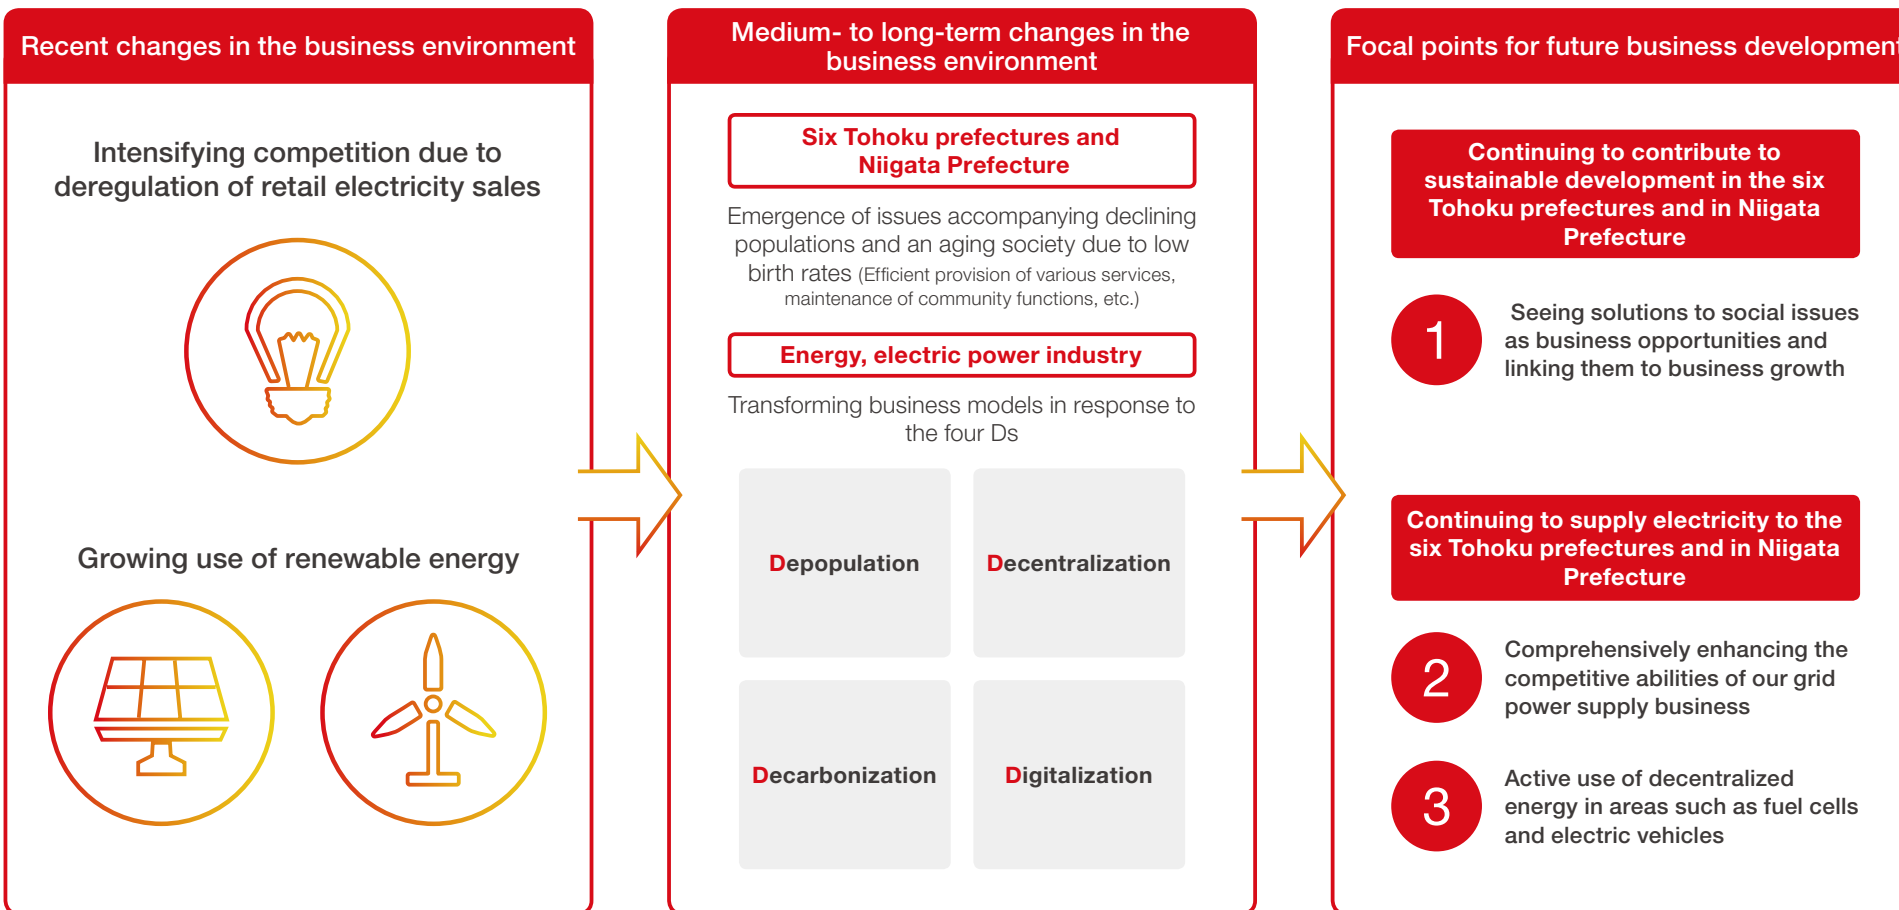 Recent changes in the business environment
Intensifying competition due to
deregulation of retail electricity sales
Growing use of renewable energy
Medium- to long-term changes in the
business environment
Six Tohoku prefectures and
Niigata Prefecture
Emergence of issues accompanying declining
populations and an aging society due to low
birth rates (Efficient provision of various services,
maintenance of community functions, etc.)
Energy, electric power industry
Transforming business models in response to
the four Ds
Depopulation
Decentralization
Decarbonization
Digitalization
Focal points for future business development
Continuing to contribute to
sustainable development in the six
Tohoku prefectures and in Niigata
Prefecture
1
Seeing solutions to social issues
as business opportunities and
linking them to business growth
Continuing to supply electricity to the
six Tohoku prefectures and in Niigata
Prefecture
2
Comprehensively enhancing the
competitive abilities of our grid
power supply business
3
Active use of decentralized
energy in areas such as fuel cells
and electric vehicles